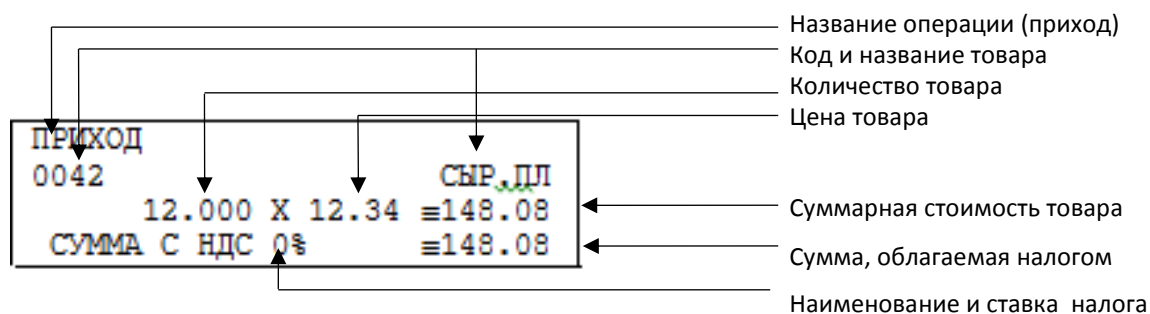 Название операции (приход)
Код и название товара
Количество товара
Цена товара
ПРИХОД
0042 СЫР.ПЛ
12.000 X 12.34 ≡148.08
СУММА С НДС 0% ≡148.08
Суммарная стоимость товара
Сумма, облагаемая налогом
Наименование и ставка налога